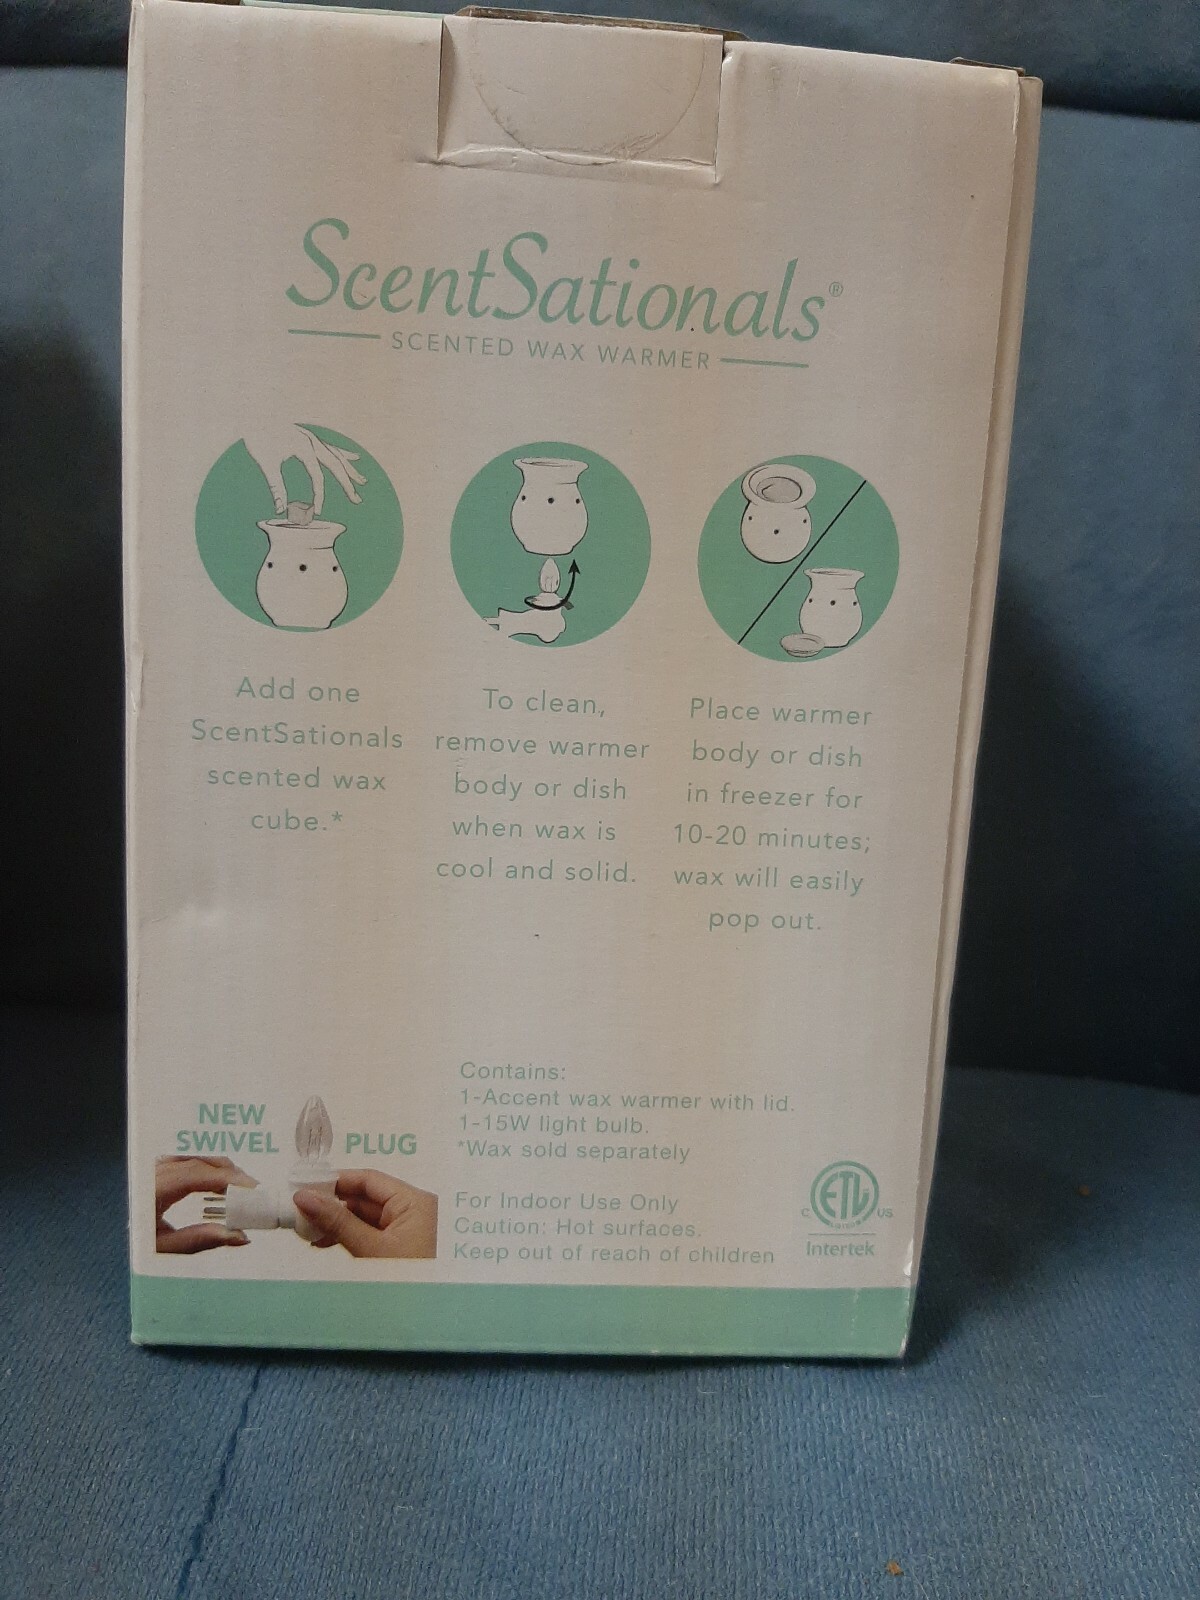 ScentSationals®
SCENTED WAX WARMER
Add one
ScentSationals
scented wax
cube.*
To clean,
remove warmer
body or dish
when wax is
cool and solid.
Place warmer
body or dish
in freezer for
10-20 minutes;
wax will easily
pop out.
NEW
SWIVEL PLUG
Contains:
1-Accent wax warmer with lid.
1-15W light bulb.
*Wax sold separately
For Indoor Use Only
Caution: Hot surfaces.
Keep out of reach of children
C ETL US
Intertek